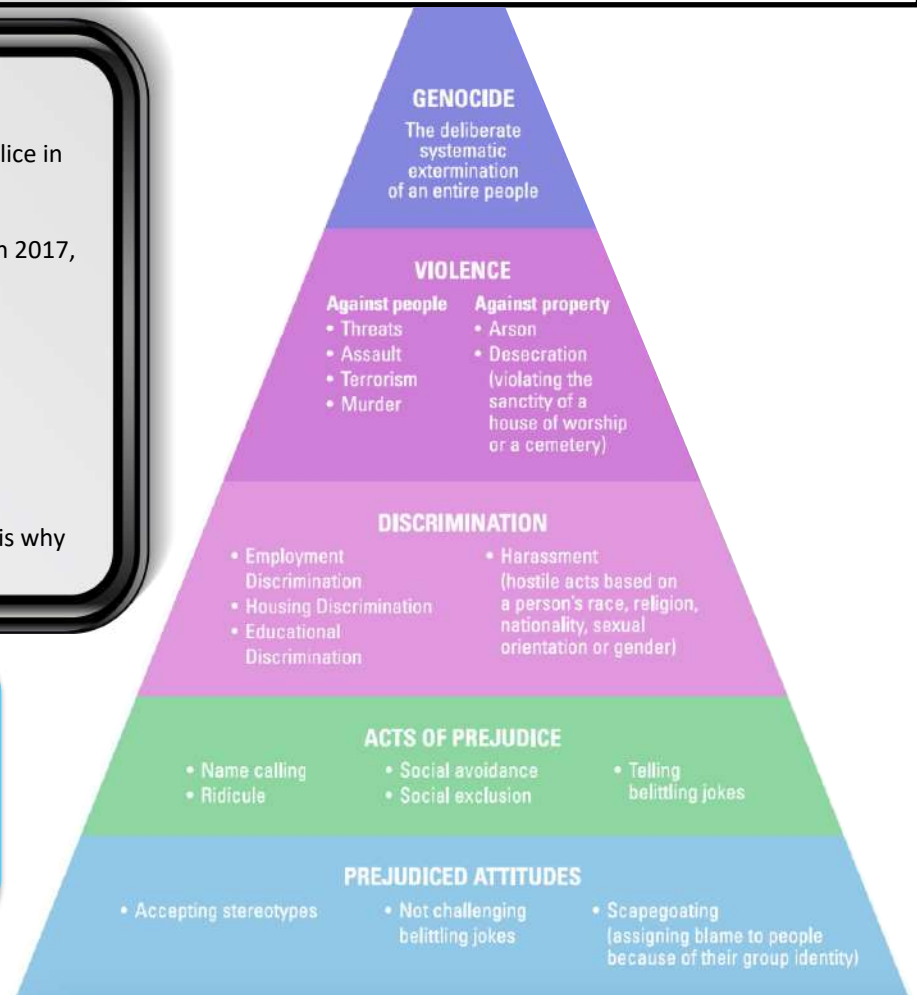 lice in
n 2017,
is why
GENOCIDE
The deliberate
systematic
extermination
of an entire people
VIOLENCE
Against people
• Threats
• Assault
• Terrorism
• Murder
Against property
• Arson
• Desecration
(violating the
sanctity of a
house of worship
or a cemetery)
DISCRIMINATION
• Employment
Discrimination
• Housing Discrimination
• Educational
Discrimination
• Harassment
(hostile acts based on
a person's race, religion,
nationality, sexual
orientation or gender)
ACTS OF PREJUDICE
• Name calling
• Ridicule
• Social avoidance
• Social exclusion
• Telling
belittling jokes
PREJUDICED ATTITUDES
• Accepting stereotypes
• Not challenging
belittling jokes
• Scapegoating
(assigning blame to people
because of their group identity)